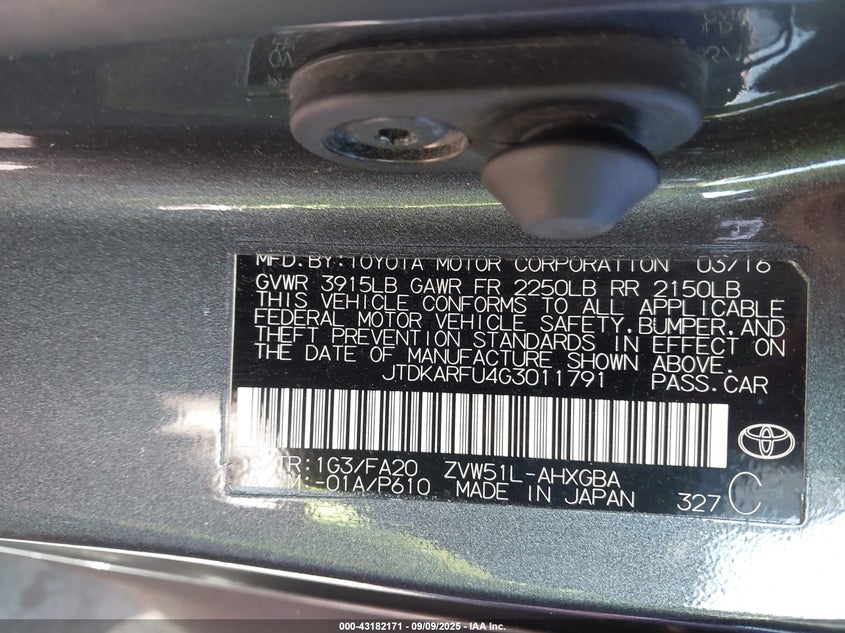 MFD.BY:TOYOTA MOTOR CORPORATION 03/16
GVWR 3915LB GAWR FR 2250LB RR 2150LB
THIS VEHICLE CONFORMS TO ALL APPLICABLE
FEDERAL MOTOR VEHICLE SAFETY,BUMPER,AND
THEFT PREVENTION STANDARDS IN EFFECT ON
THE DATE OF MANUFACTURE SHOWN ABOVE.
JTDKARFU4G3011791 PASS.CAR
1G3/FA20 ZVW51L-AHXGBA
-01A/P610 MADE IN JAPAN 327 C
000-43182171 - 09/09/2025 - IAA Inc.